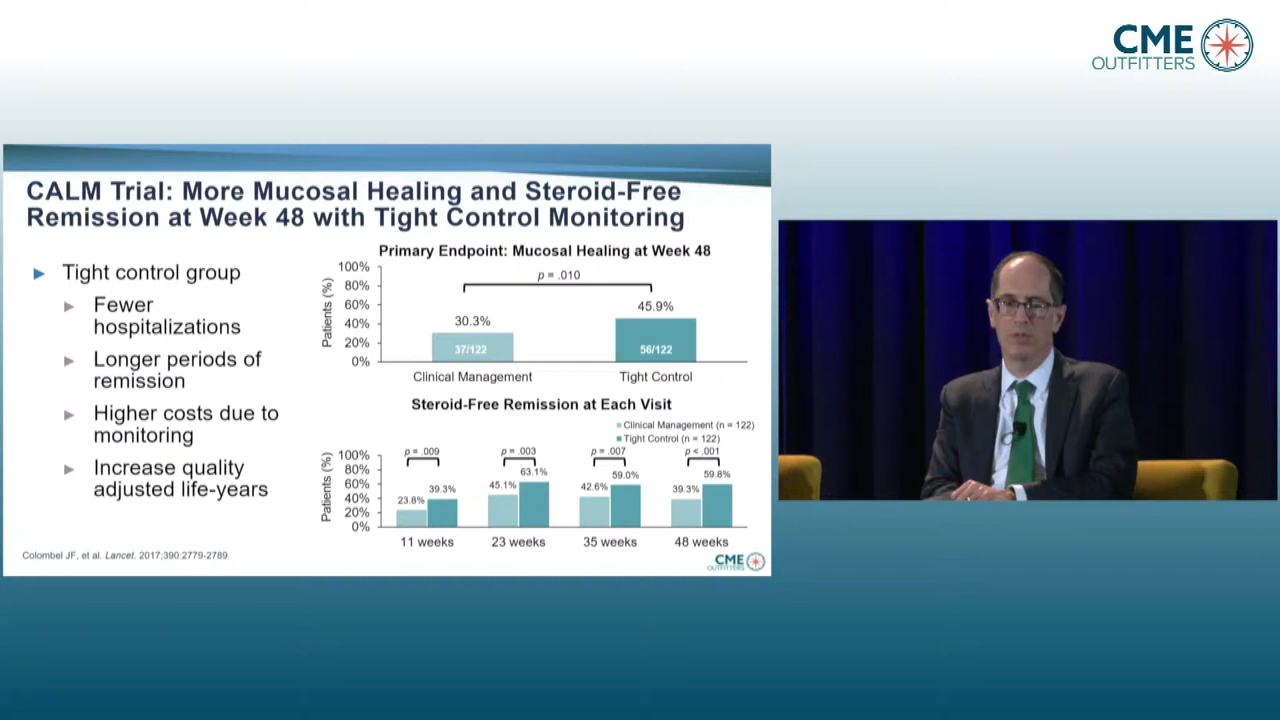 CME
OUTFITTERS
CALM Trial: More Mucosal Healing and Steroid-Free
Remission at Week 48 with Tight Control Monitoring
Tight control group
Fewer
hospitalizations
Longer periods of
remission
Higher costs due to
monitoring
Increase quality
adjusted life-years
Primary Endpoint: Mucosal Healing at Week 48
Patients (%)
100%
80%
60%
40%
20%
0%
p = .010
30.3%
45.9%
37/122
56/122
Clinical Management
Tight Control
Steroid-Free Remission at Each Visit
Clinical Management (n = 122)
Tight Control (n = 122)
Patients (%)
100%
80%
60%
40%
20%
0%
p = .009
p = .003
p = .007
p < .001
23.8%
39.3%
45.1%
63.1%
42.6%
59.0%
39.3%
59.8%
11 weeks
23 weeks
35 weeks
48 weeks
Colombel JF, et al. Lancet. 2017;390:2779-2789.
CME
OUTFITTERS